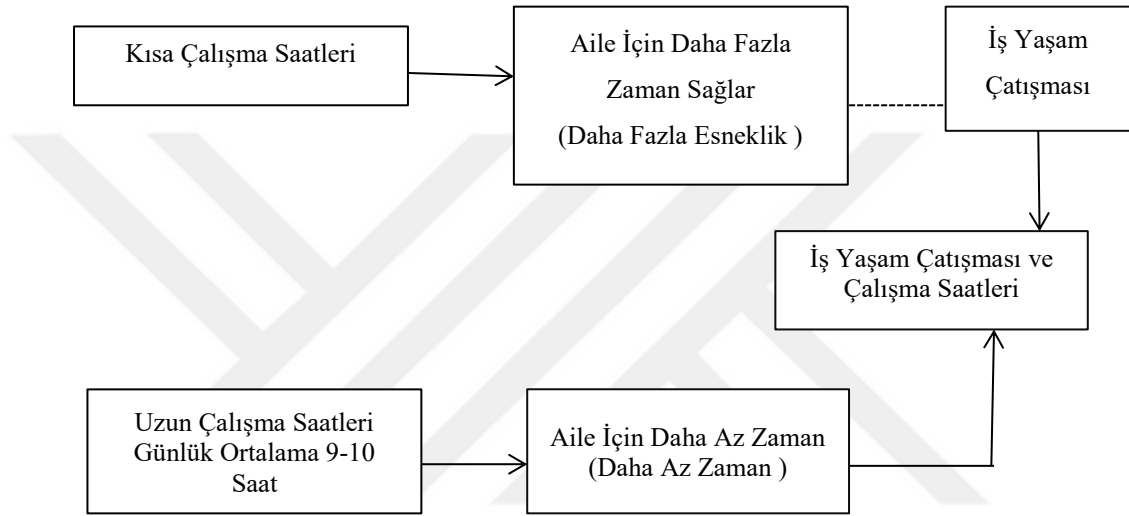 Kısa Çalışma Saatleri
Aile İçin Daha Fazla
Zaman Sağlar
(Daha Fazla Esneklik )
İş Yaşam
Çatışması
İş Yaşam Çatışması ve
Çalışma Saatleri
Uzun Çalışma Saatleri
Günlük Ortalama 9-10
Saat
Aile İçin Daha Az Zaman
(Daha Az Zaman )